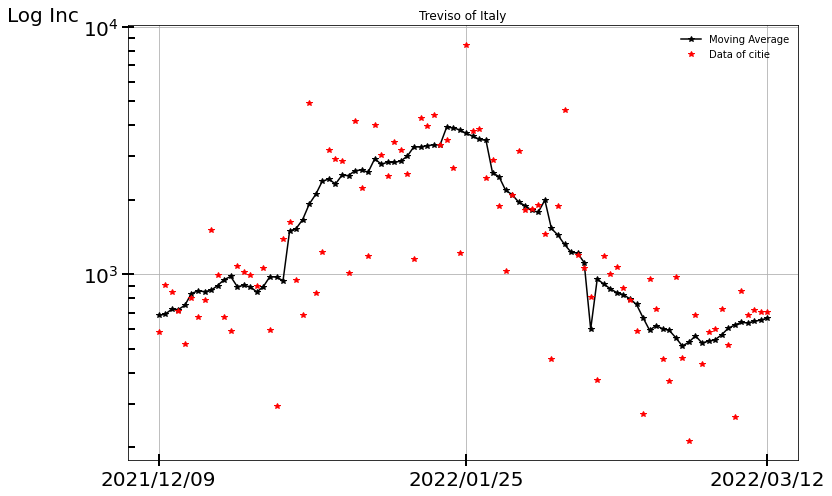 Log Inc
Treviso of Italy
Moving Average
Data of citie
10^4
10^3
2021/12/09
2022/01/25
2022/03/12